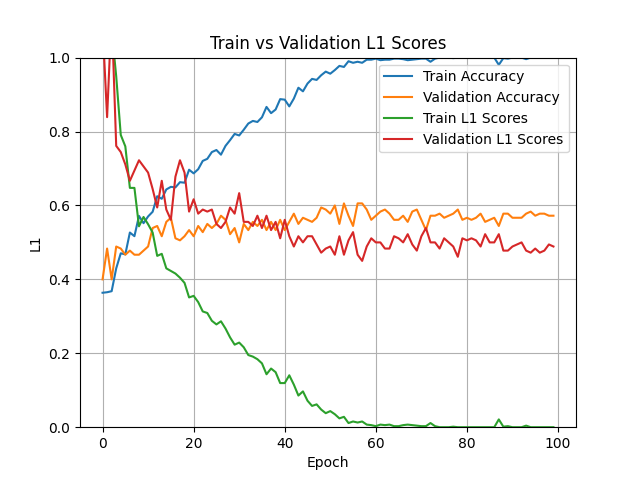 Train vs Validation L1 Scores
1.0
0.8
0.6
0.4
0.2
0.0
L1
Train Accuracy
Validation Accuracy
Train L1 Scores
Validation L1 Scores
0 20 40 60 80 100
Epoch